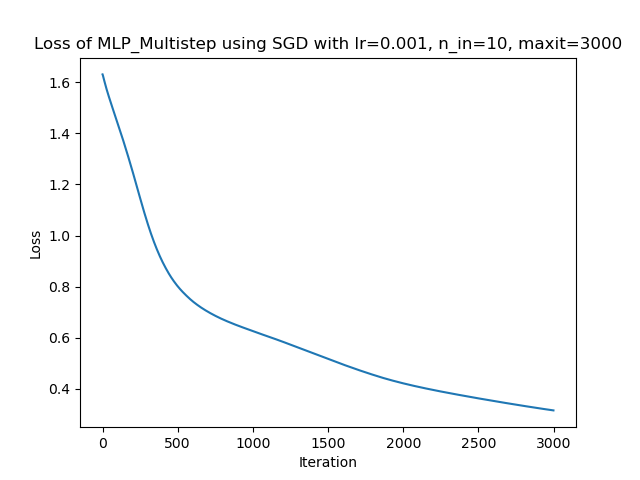 Loss of MLP_Multistep using SGD with lr=0.001, n_in=10, maxit=3000
1.6
1.4
1.2
1.0
0.8
0.6
0.4
Loss
0 500 1000 1500 2000 2500 3000
Iteration